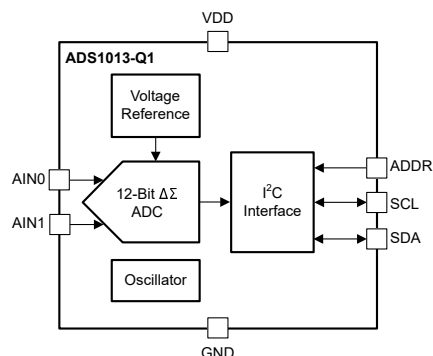 VDD
ADS1013-Q1
Voltage
Reference
AIN0
AIN1
12-Bit ΔΣ
ADC
I²C
Interface
ADDR
SCL
SDA
Oscillator
GND